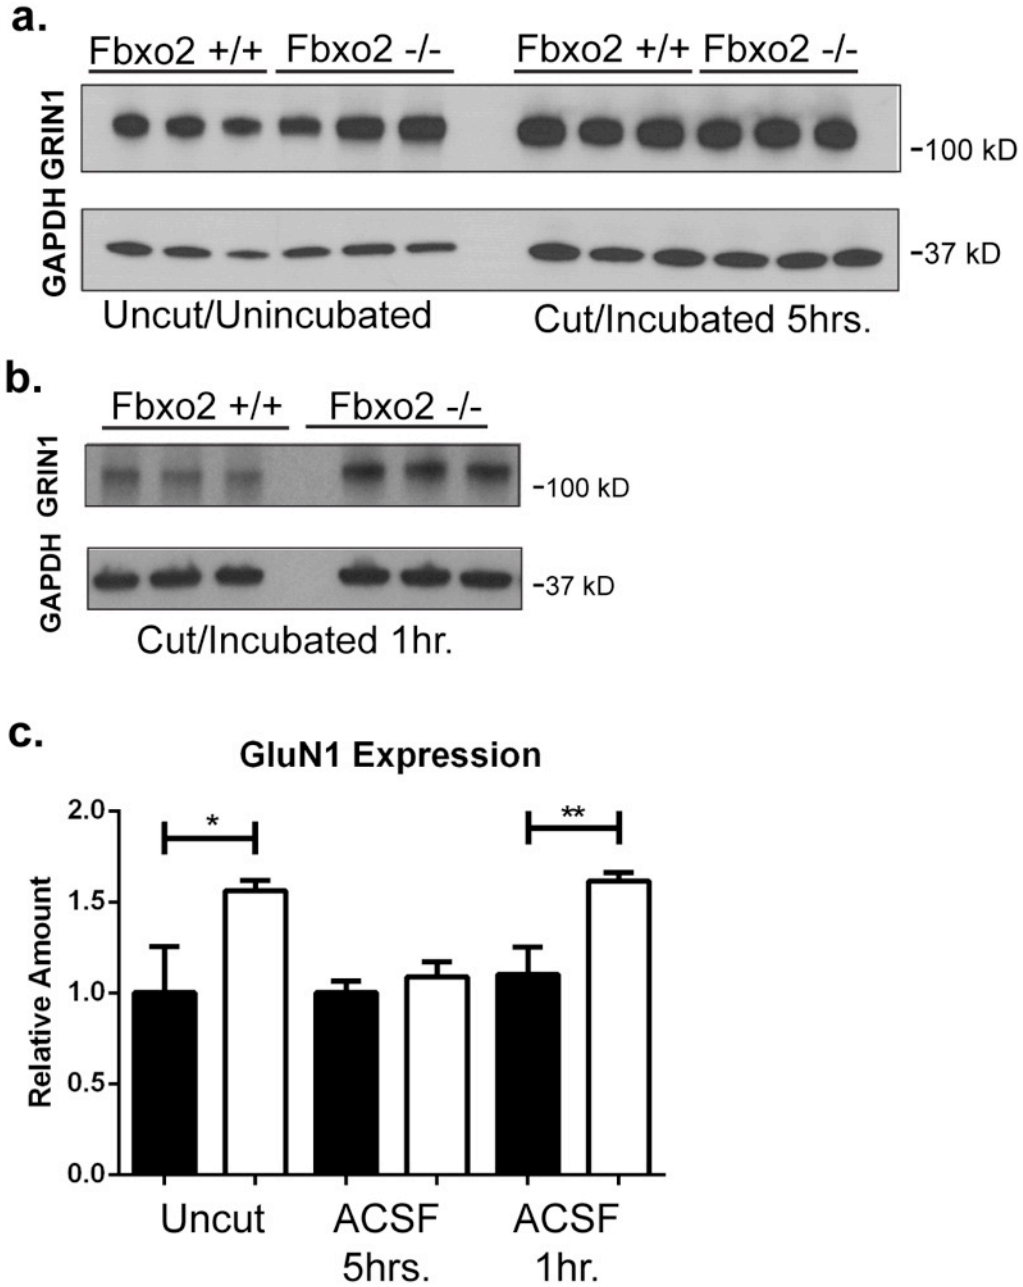 a.
Fbxo2 +/+ Fbxo2 -/- Fbxo2 +/+ Fbxo2 -/-
GRIN1
-100 kD
GAPDH
-37 kD
Uncut/Unincubated Cut/Incubated 5hrs.
b.
Fbxo2 +/+ Fbxo2 -/-
GRIN1
-100 kD
GAPDH
-37 kD
Cut/Incubated 1hr.
c.
GluN1 Expression
Relative Amount
2.0
1.5
1.0
0.5
0.0
*
**
Uncut ACSF ACSF
5hrs. 1hr.